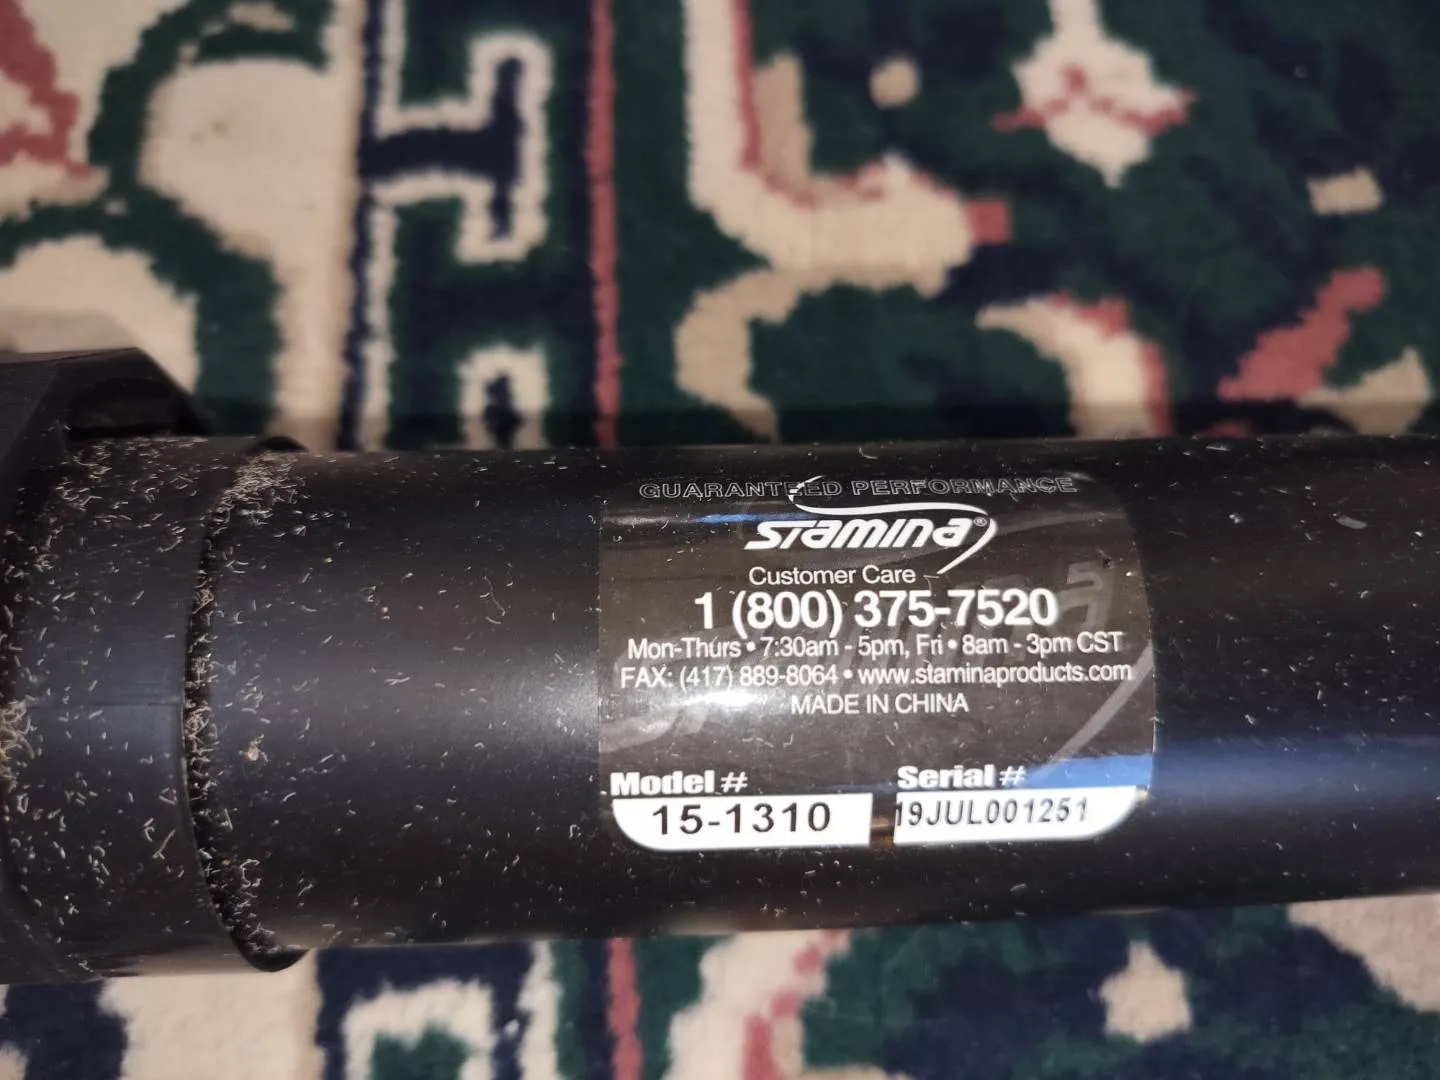 GUARANTEED PERFORMANCE
STAMINA®
Customer Care
1 (800) 375-7520
Mon-Thurs • 7:30am - 5pm, Fri • 8am - 3pm CST
FAX: (417) 889-8064 • www.staminaproducts.com
MADE IN CHINA
Model # Serial #
15-1310 19JUL001251